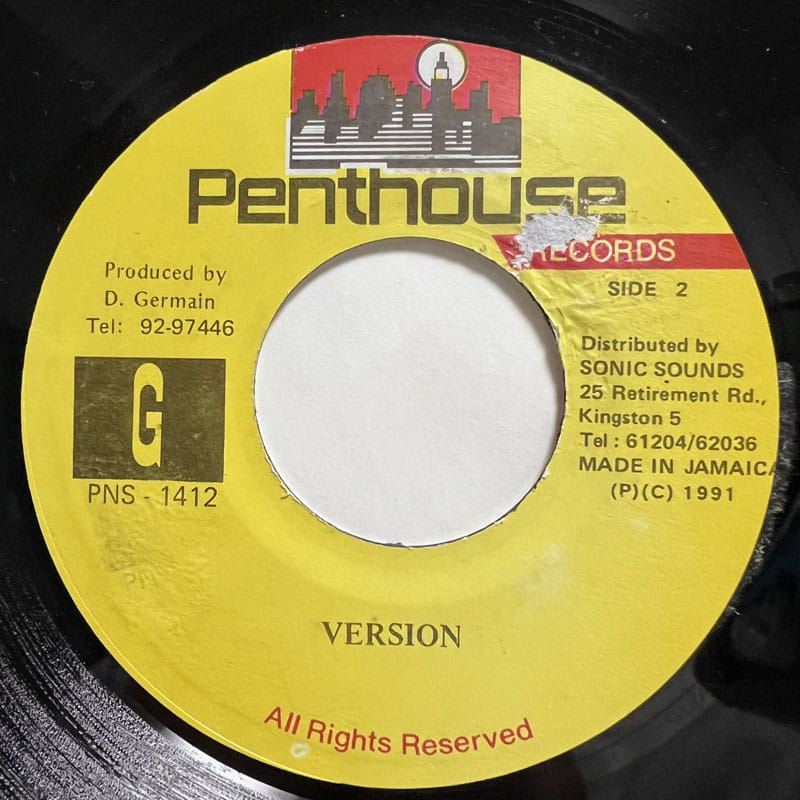 Penthouse
RECORDS
SIDE 2
Produced by
D. Germain
Tel: 92-97446
G
PNS - 1412
Distributed by
SONIC SOUNDS
25 Retirement Rd.,
Kingston 5
Tel : 61204/62036
MADE IN JAMAICA
(P)(C) 1991
VERSION
All Rights Reserved